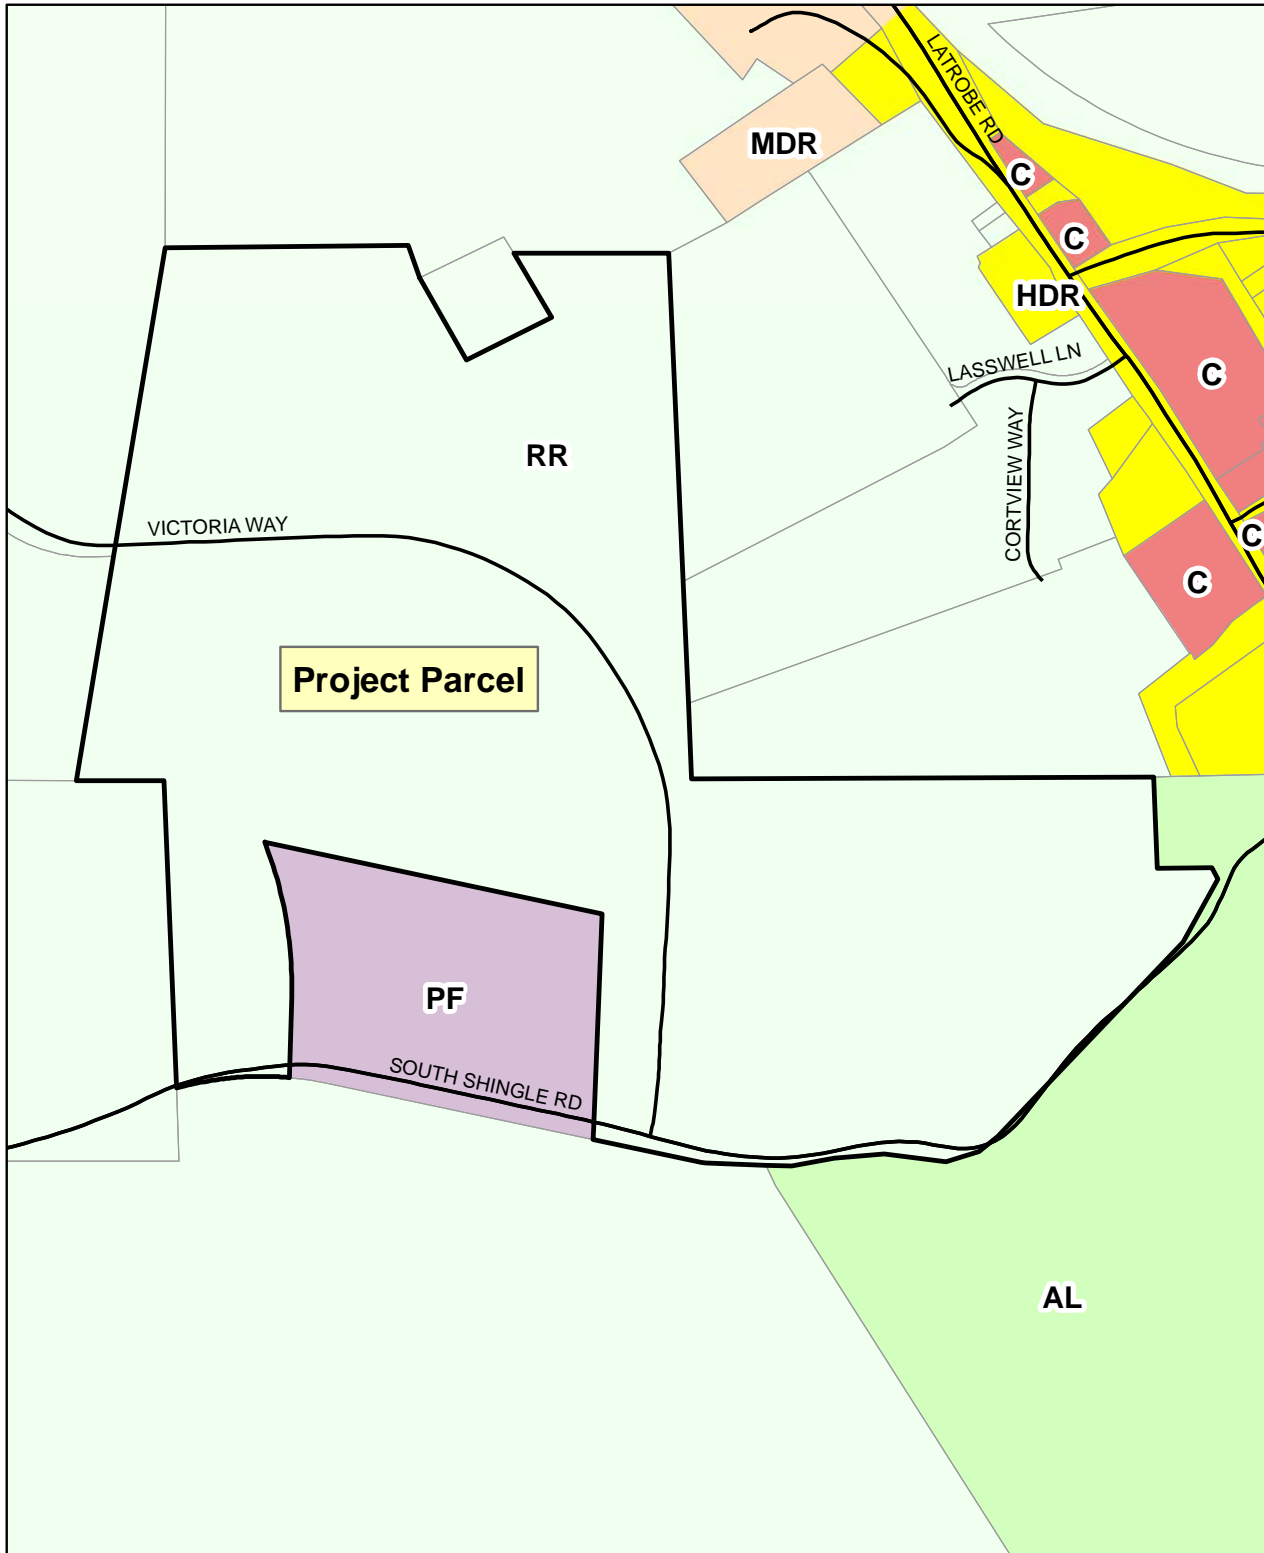 LATROBE RD
MDR
C
C
HDR
LASSWELL LN
C
RR
CORTVIEW WAY
VICTORIA WAY
C
C
Project Parcel
PF
SOUTH SHINGLE RD
AL